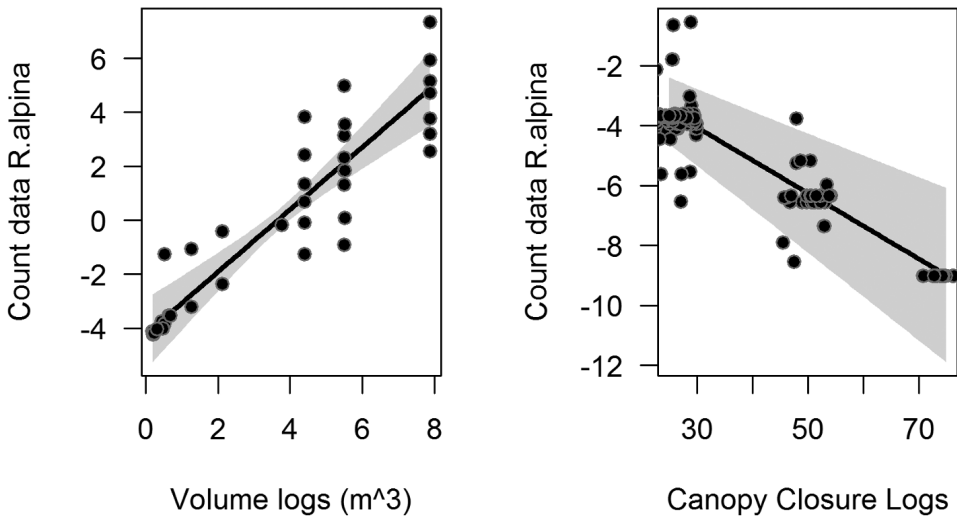 Count data R.alpina
6
4
2
0
-2
-4
0 2 4 6 8
Volume logs (m^3)
Count data R.alpina
-2
-4
-6
-8
-10
-12
30 50 70
Canopy Closure Logs